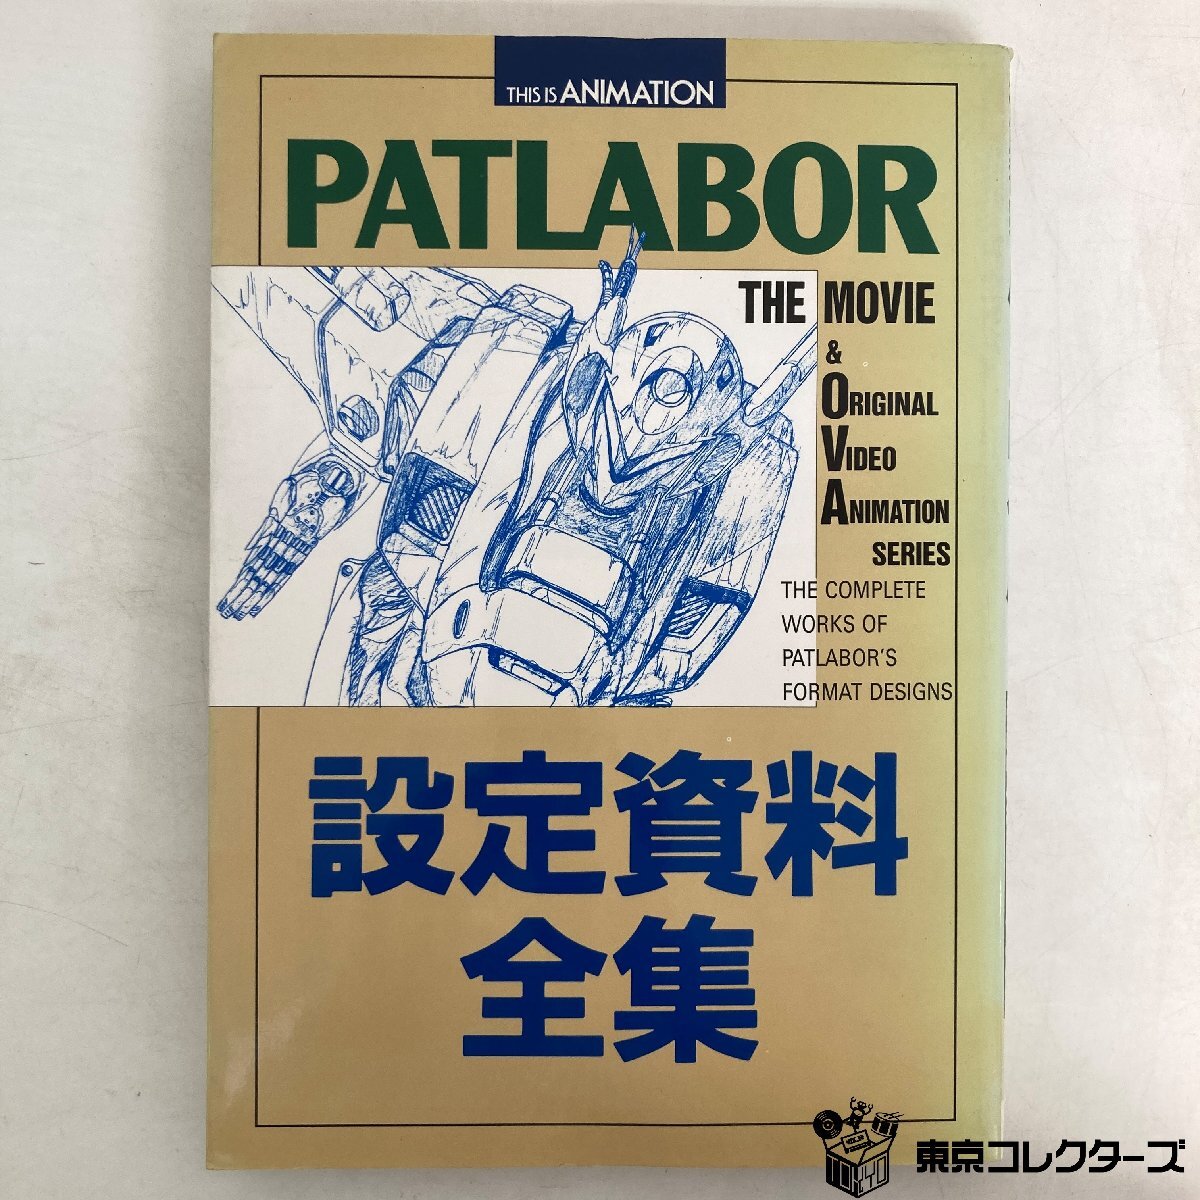 THIS IS ANIMATION
PATLABOR
THE MOVIE
&
ORIGINAL
VIDEO
ANIMATION
SERIES
THE COMPLETE
WORKS OF
PATLABOR'S
FORMAT DESIGNS
設定資料
全集
東京コレクターズ